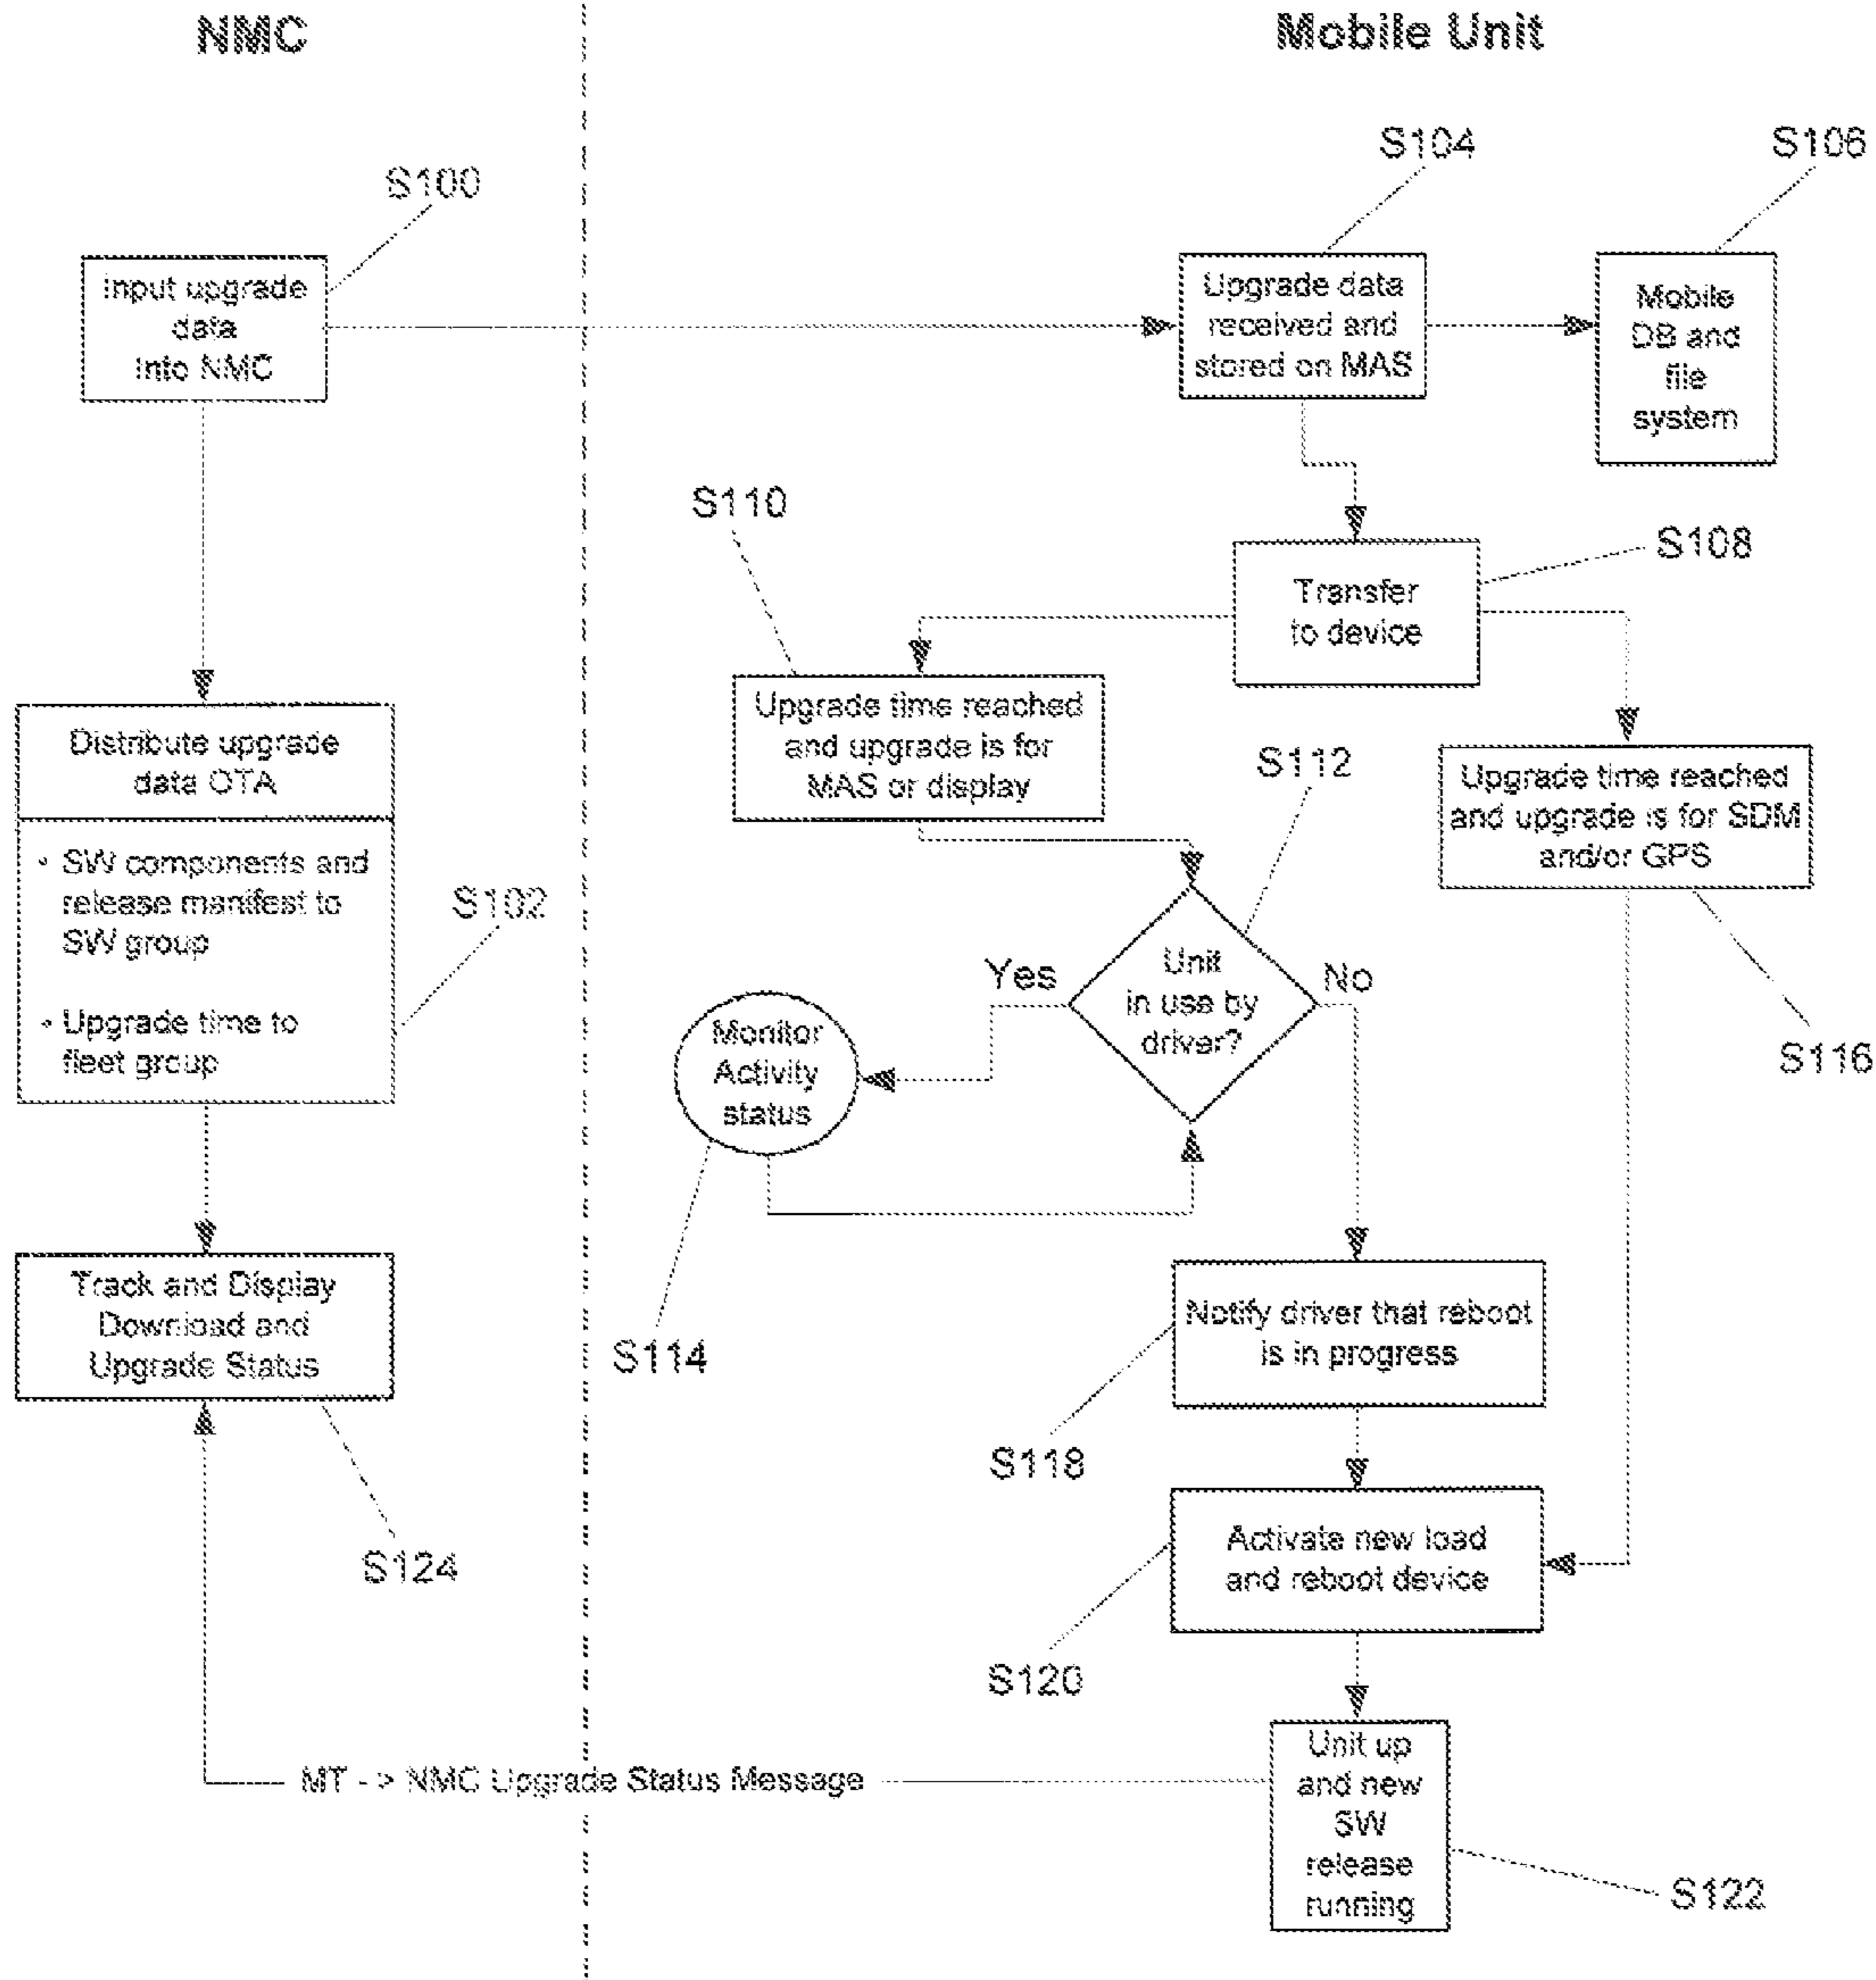 NMC
Mobile Unit
S100
S104
S106
Input upgrade
data
into NMC
Upgrade data
received and
stored on MAS
Mobile
DB and
file
system
S110
S108
Transfer
to device
Upgrade time reached
and upgrade is for
MAS or display
S112
Upgrade time reached
and upgrade is for SDM
and/or GPS
S116
Distribute upgrade
data OTA
• SW components and
release manifest to
SW group
• Upgrade time to
fleet group
S102
Unit
in use by
driver?
Yes
No
Monitor
Activity
status
S114
Track and Display
Download and
Upgrade Status
S124
Notify driver that reboot
is in progress
S118
Activate new load
and reboot device
S120
MT - > NMC Upgrade Status Message
Unit up
and new
SW
release
running
S122